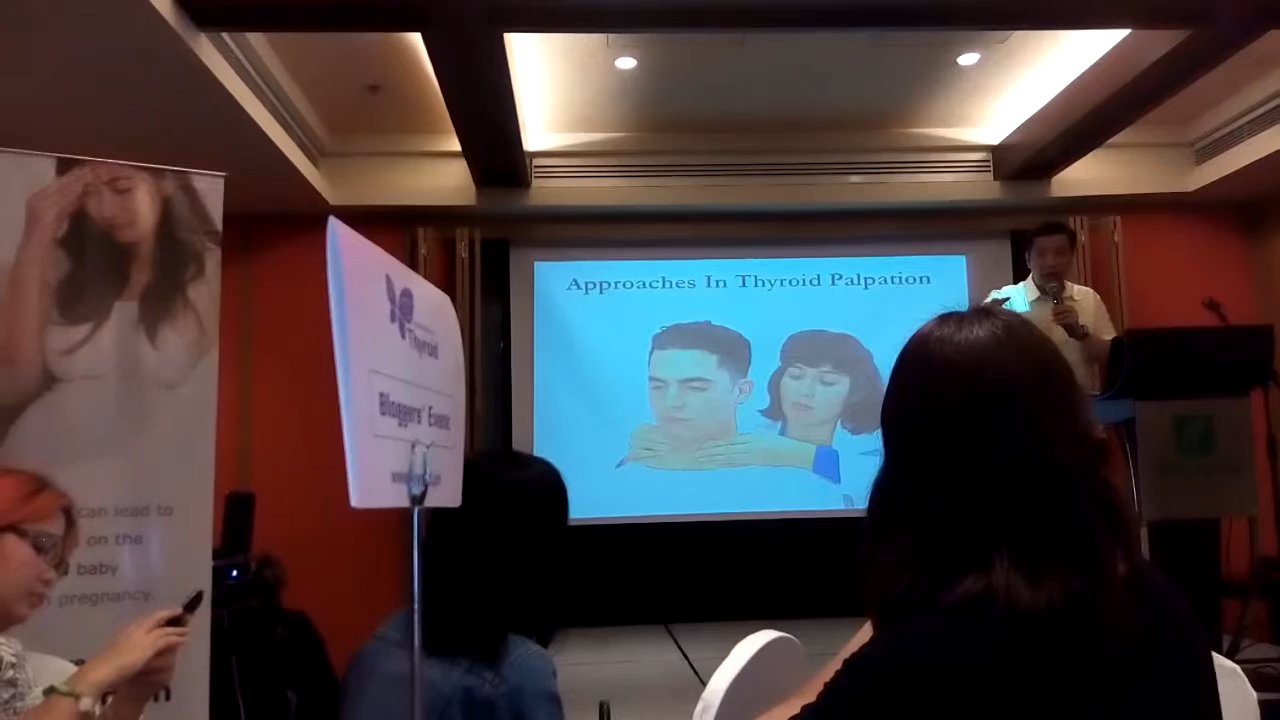 Approaches In Thyroid Palpation
Thyroid
Bloggers' Event
can lead to
on the
baby
pregnancy.